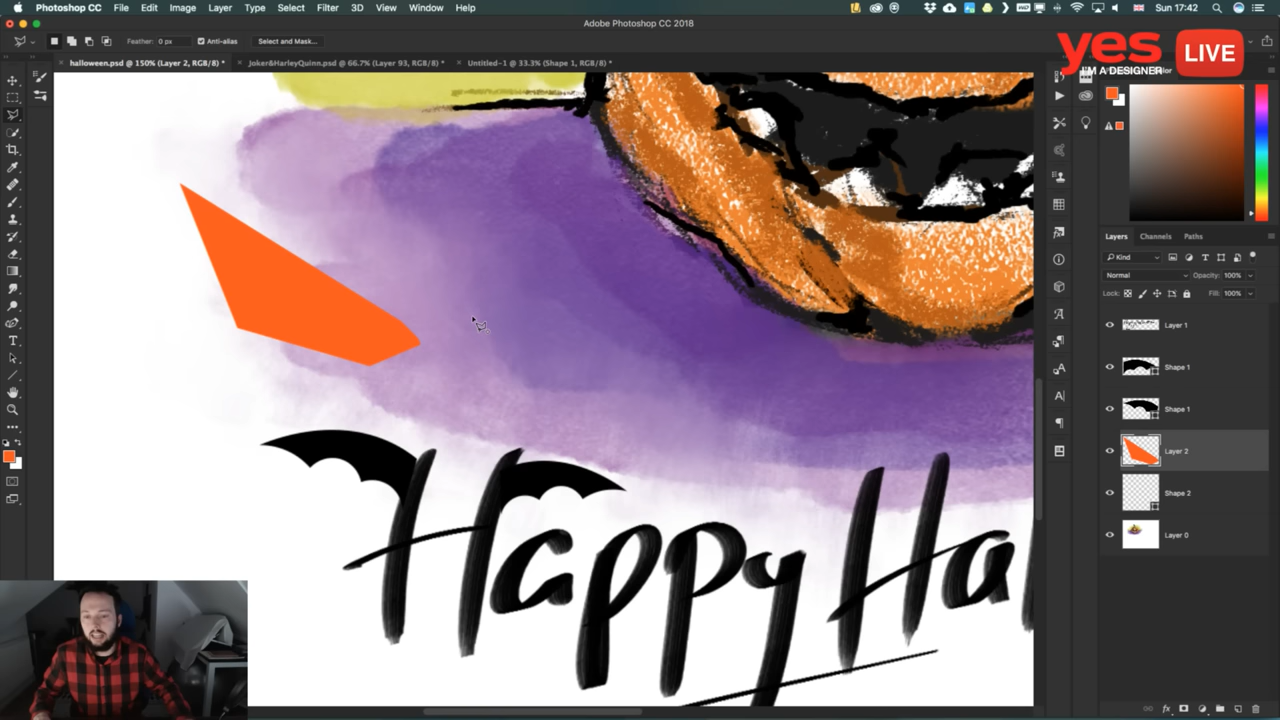 Photoshop CC File Edit Image Layer Type Select Filter 3D View Window Help Sun 17:42
Adobe Photoshop CC 2018
Feather: 0 px Anti-alias Select and Mask...
yes LIVE
I'M A DESIGNER
halloween.psd @ 150% (Layer 2, RGB/8) * Joker&HarleyQuinn.psd @ 66.7% (Layer 93, RGB/8) * Untitled-1 @ 33.3% (Shape 1, RGB/8) *
Layers Channels Paths
Kind
Normal Opacity: 100%
Lock: Fill: 100%
Layer 1
Shape 1
Shape 1
Layer 2
Shape 2
Layer 0
Happy Ha